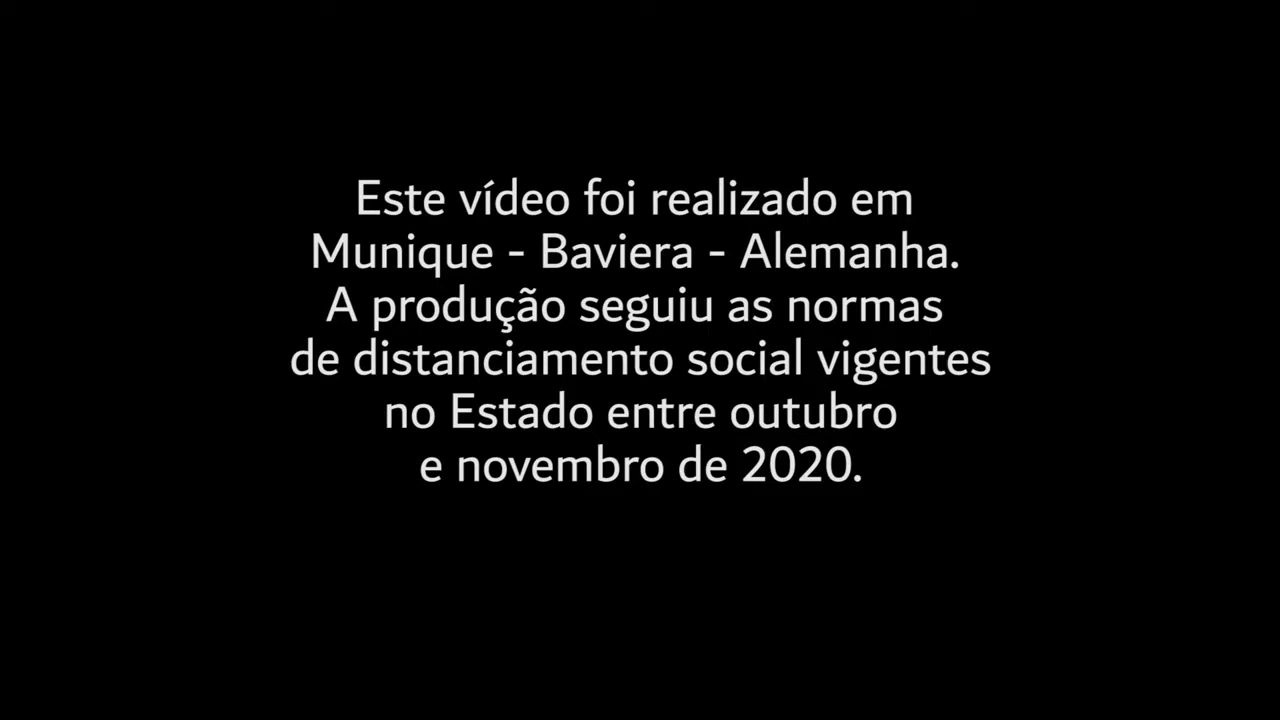 Este vídeo foi realizado em
Munique - Baviera - Alemanha.
A produção seguiu as normas
de distanciamento social vigentes
no Estado entre outubro
e novembro de 2020.